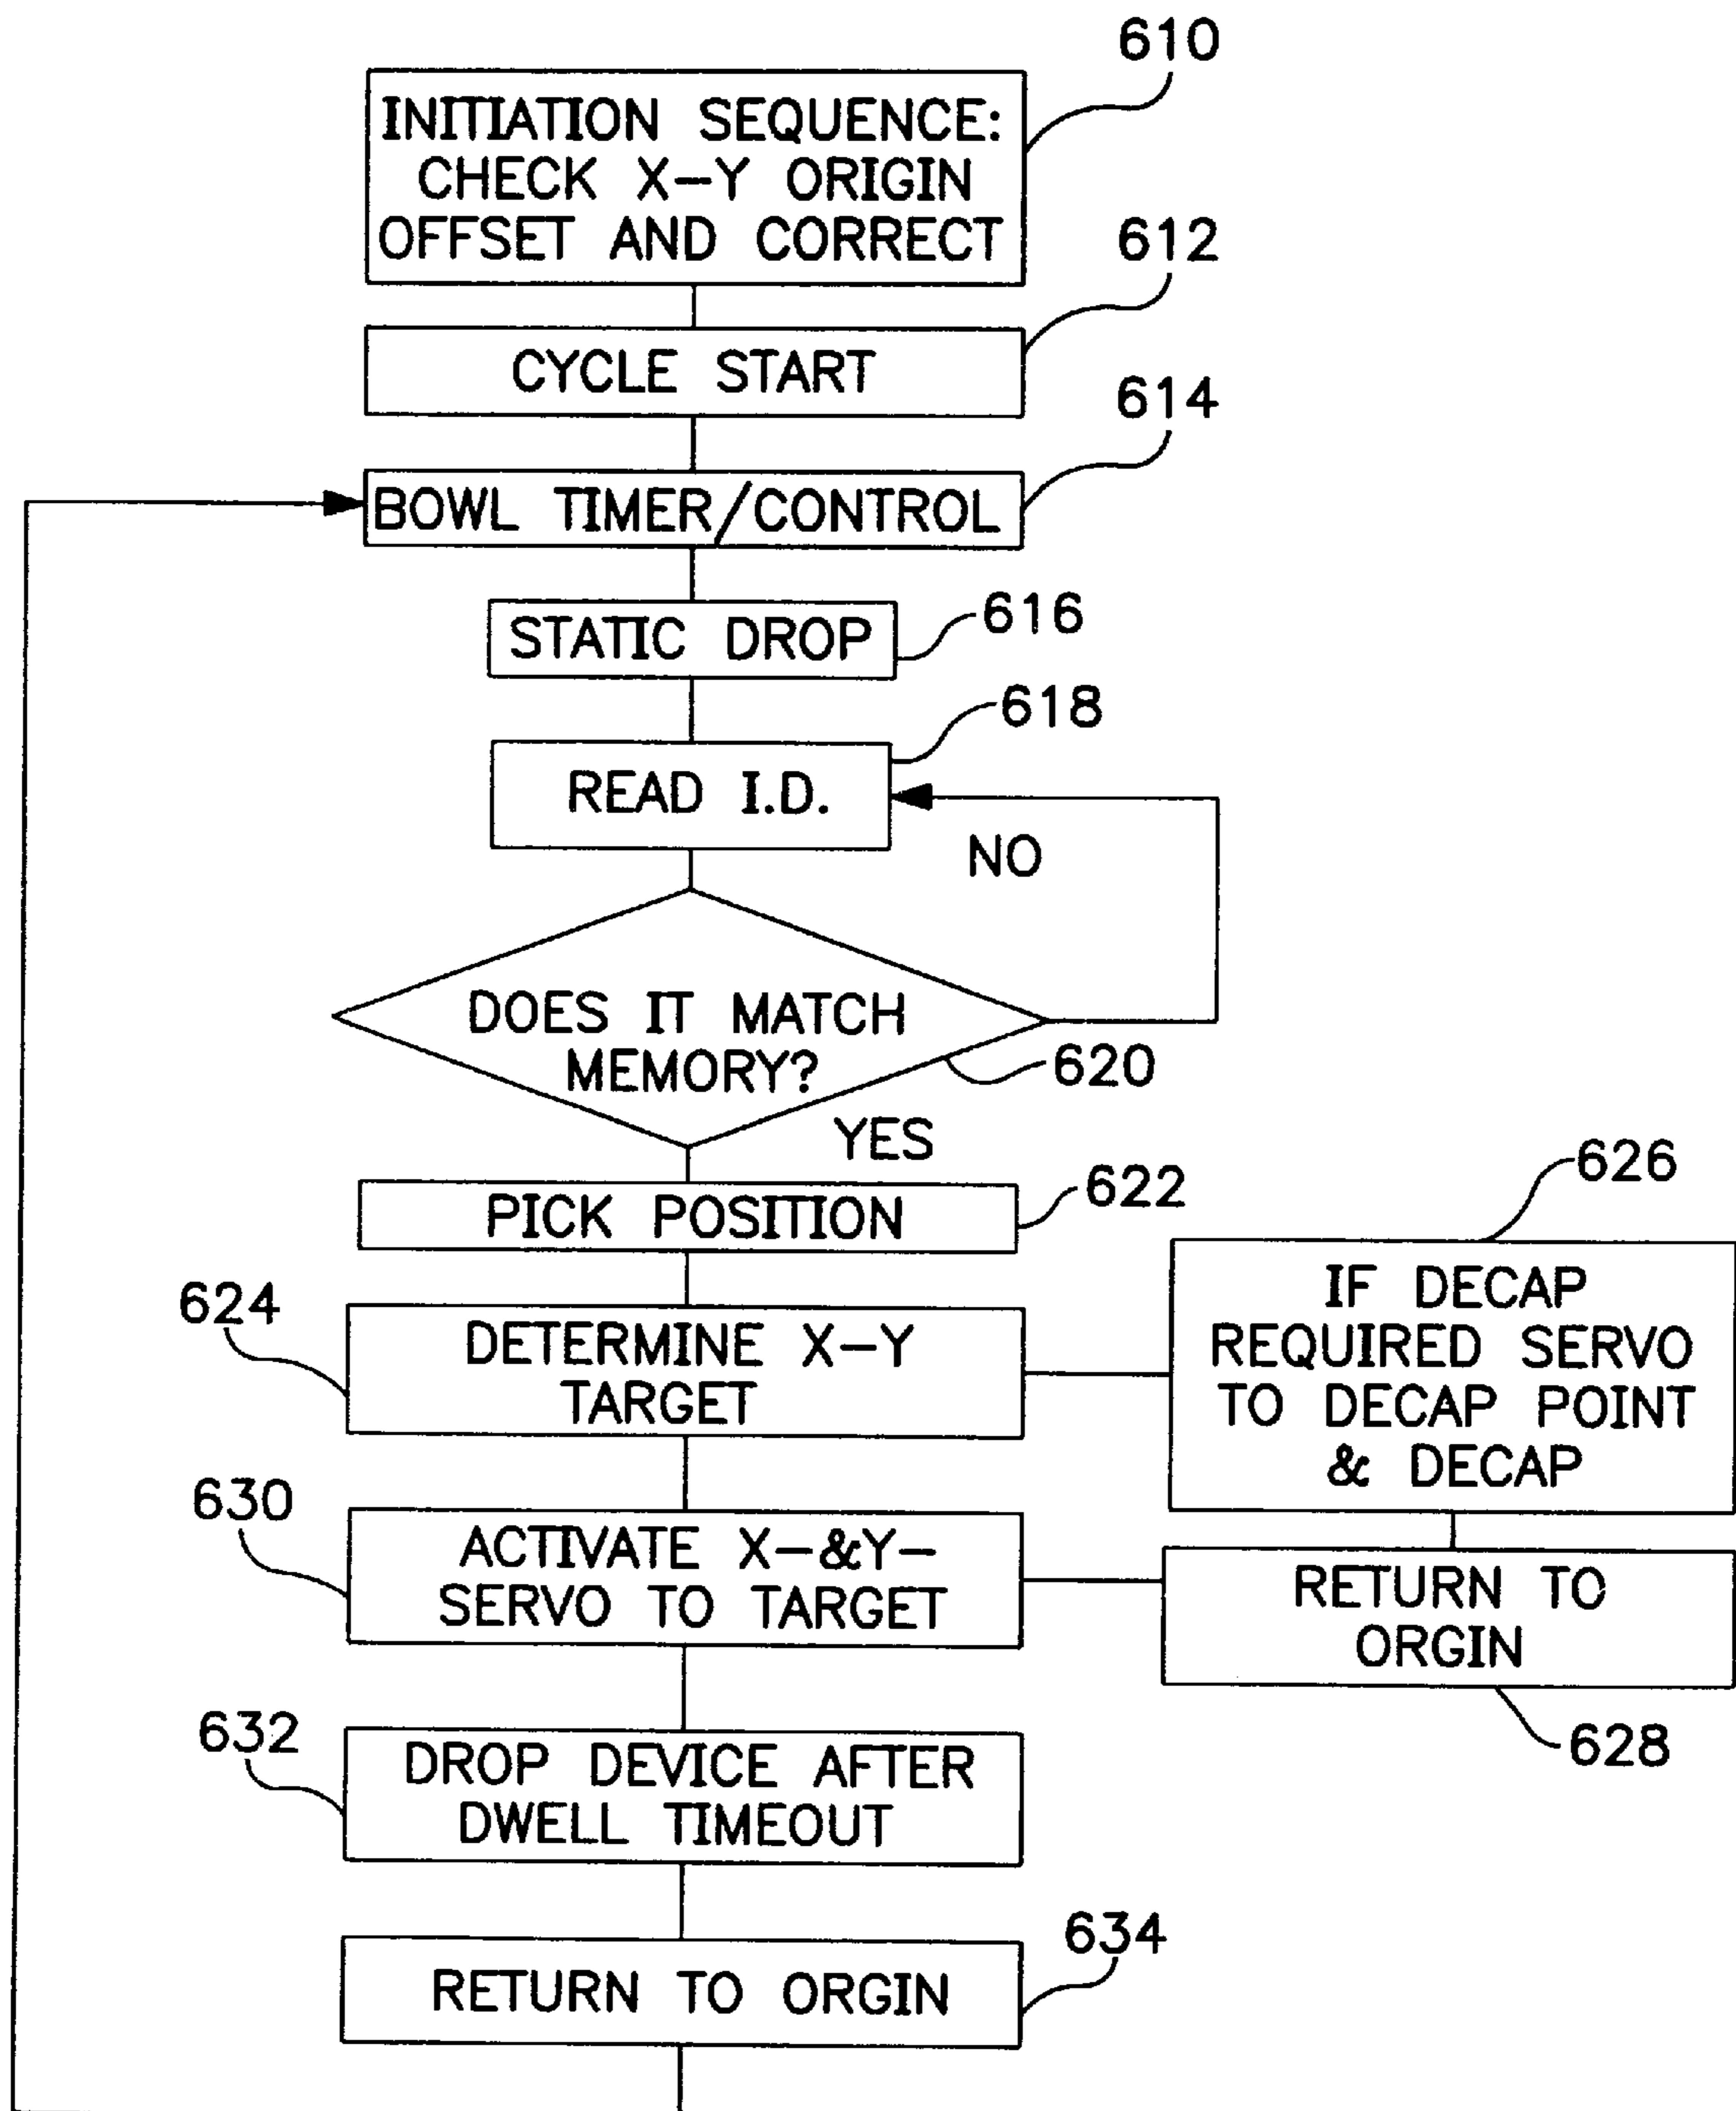 610
INITIATION SEQUENCE:
CHECK X-Y ORIGIN
OFFSET AND CORRECT
612
CYCLE START
614
BOWL TIMER/CONTROL
STATIC DROP
616
618
READ I.D.
NO
DOES IT MATCH
MEMORY?
620
YES
PICK POSITION
622
626
624
DETERMINE X-Y
TARGET
IF DECAP
REQUIRED SERVO
TO DECAP POINT
& DECAP
630
ACTIVATE X-&Y-
SERVO TO TARGET
RETURN TO
ORGIN
628
632
DROP DEVICE AFTER
DWELL TIMEOUT
634
RETURN TO ORGIN